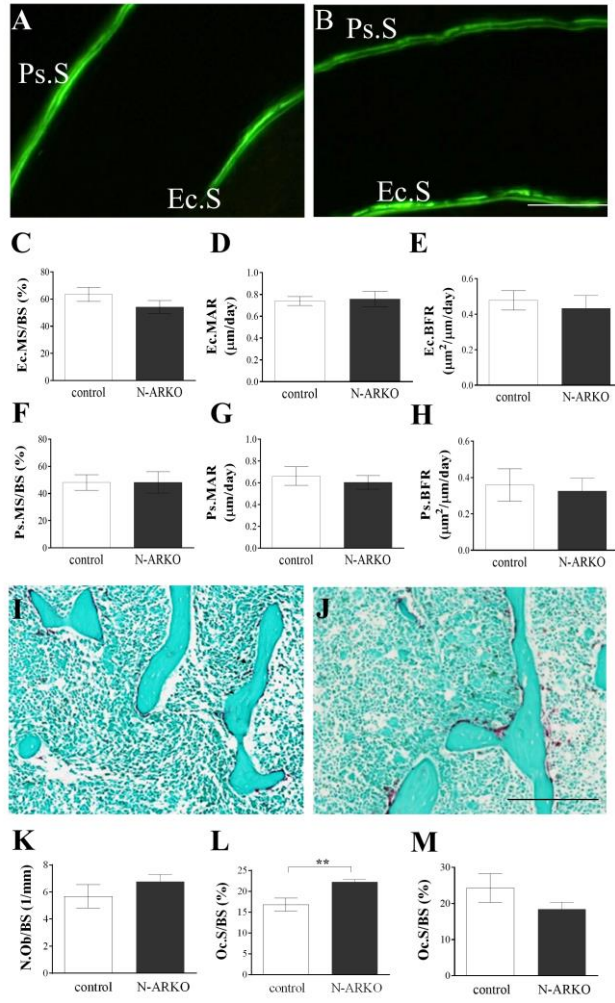 A
Ps.S
Ec.S
B
Ps.S
Ec.S
C
Ec.MS/BS (%)
80
60
40
20
0
control
N-ARKO
D
Ec.MAR
(μm/day)
1.0
0.8
0.6
0.4
0.2
0.0
control
N-ARKO
E
Ec.BFR
(μm²/μm/day)
0.6
0.4
0.2
0.0
control
N-ARKO
F
Ps.MS/BS (%)
80
60
40
20
0
control
N-ARKO
G
Ps.MAR
(μm/day)
1.0
0.8
0.6
0.4
0.2
0.0
control
N-ARKO
H
Ps.BFR
(μm²/μm/day)
0.6
0.4
0.2
0.0
control
N-ARKO
I
J
K
N.Ob/BS (1/mm)
8
6
4
2
0
control
N-ARKO
L
Oc.S/BS (%)
25
20
15
10
5
0
**
control
N-ARKO
M
Oc.S/BS (%)
30
20
10
0
control
N-ARKO